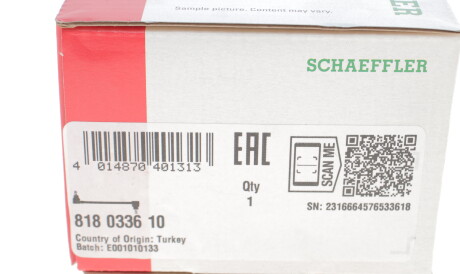 Sample picture. Content may vary.
SCHAEFFLER
4 014870 401313
EAC
Qty
1
SCAN ME
SN: 2316664576533618
818 0336 10
Country of Origin: Turkey
Batch: E001010133